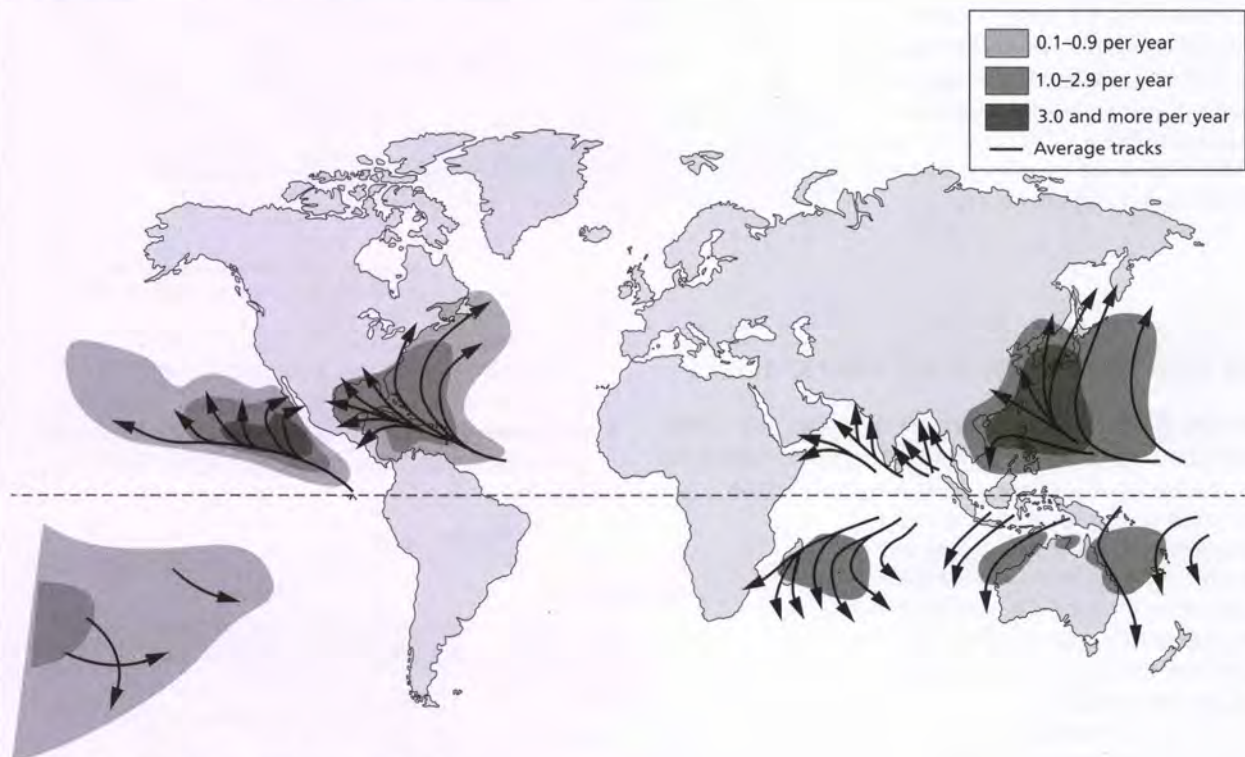 0.1–0.9 per year
1.0–2.9 per year
3.0 and more per year
Average tracks